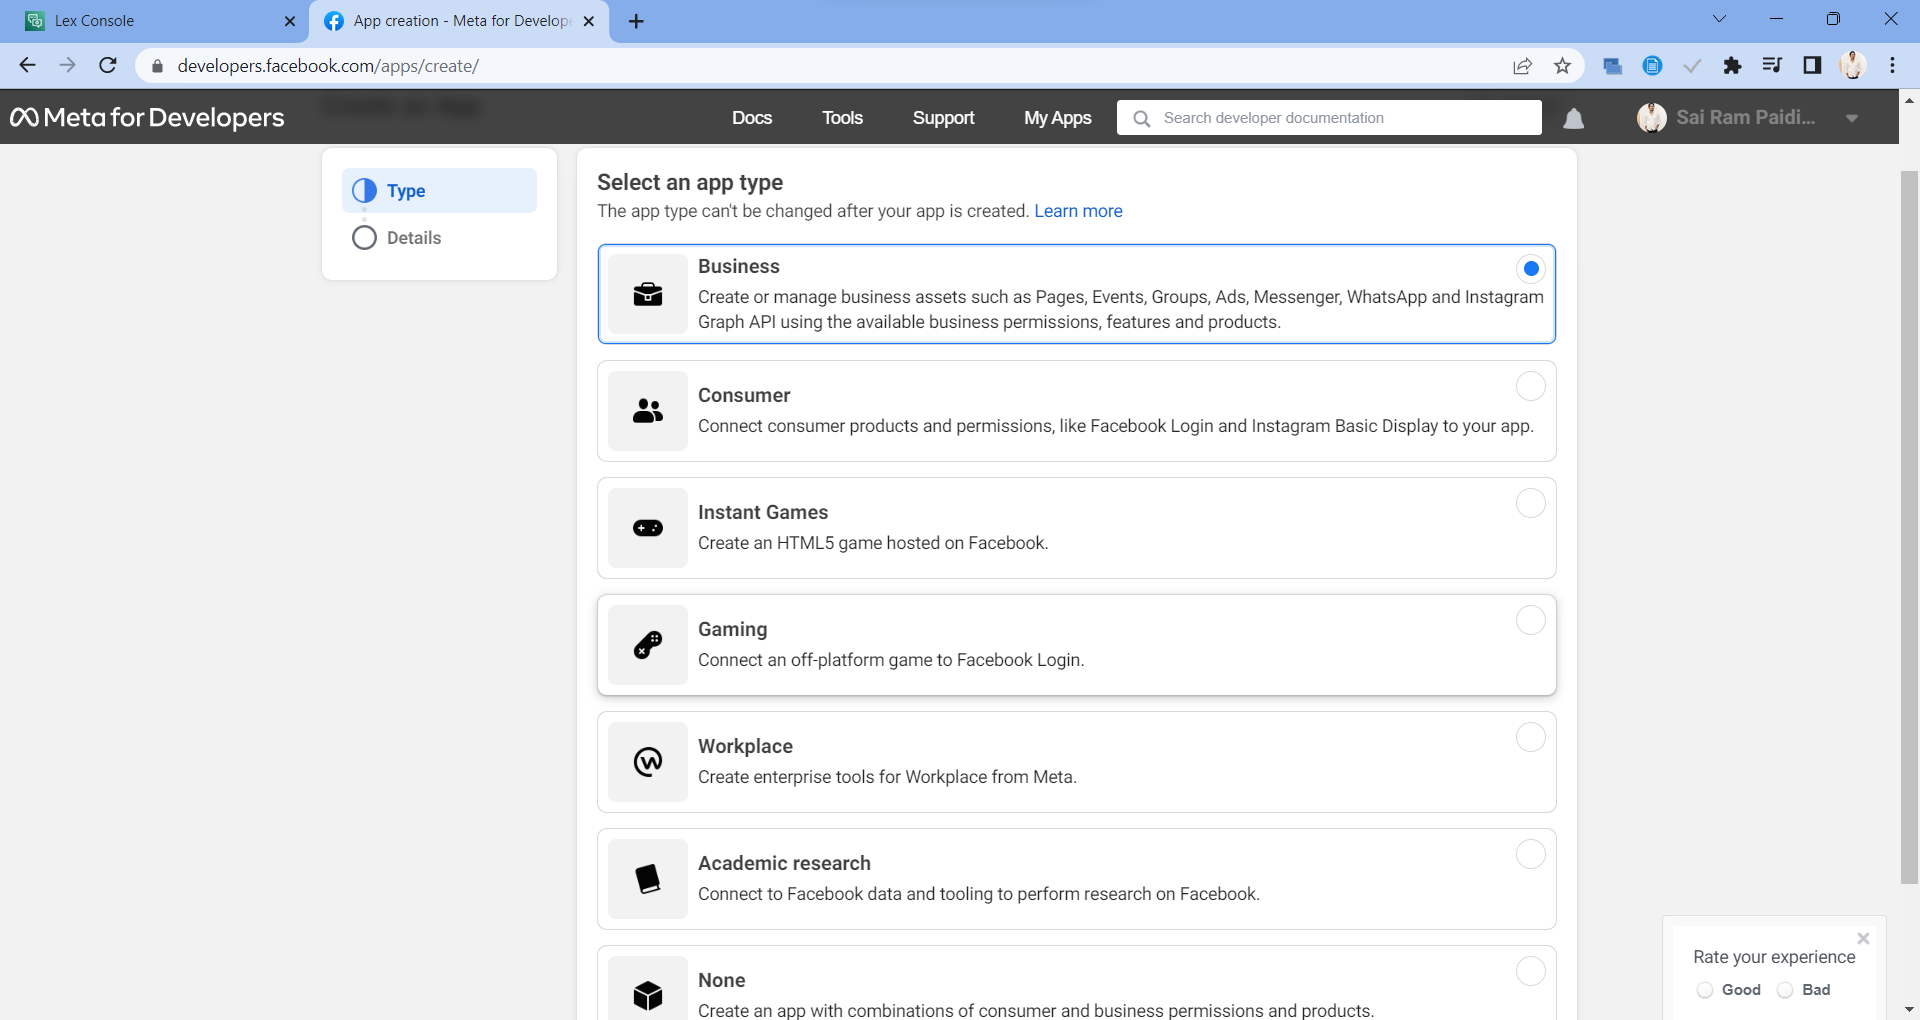 Lex Console
App creation - Meta for Develop
developers.facebook.com/apps/create/
Meta for Developers
Create an App
Docs
Tools
Support
My Apps
Search developer documentation
Sai Ram Paidi...
Type
Details
Select an app type
The app type can't be changed after your app is created. Learn more
Business
Create or manage business assets such as Pages, Events, Groups, Ads, Messenger, WhatsApp and Instagram
Graph API using the available business permissions, features and products.
Consumer
Connect consumer products and permissions, like Facebook Login and Instagram Basic Display to your app.
Instant Games
Create an HTML5 game hosted on Facebook.
Gaming
Connect an off-platform game to Facebook Login.
Workplace
Create enterprise tools for Workplace from Meta.
Academic research
Connect to Facebook data and tooling to perform research on Facebook.
None
Create an app with combinations of consumer and business permissions and products.
Rate your experience
Good
Bad